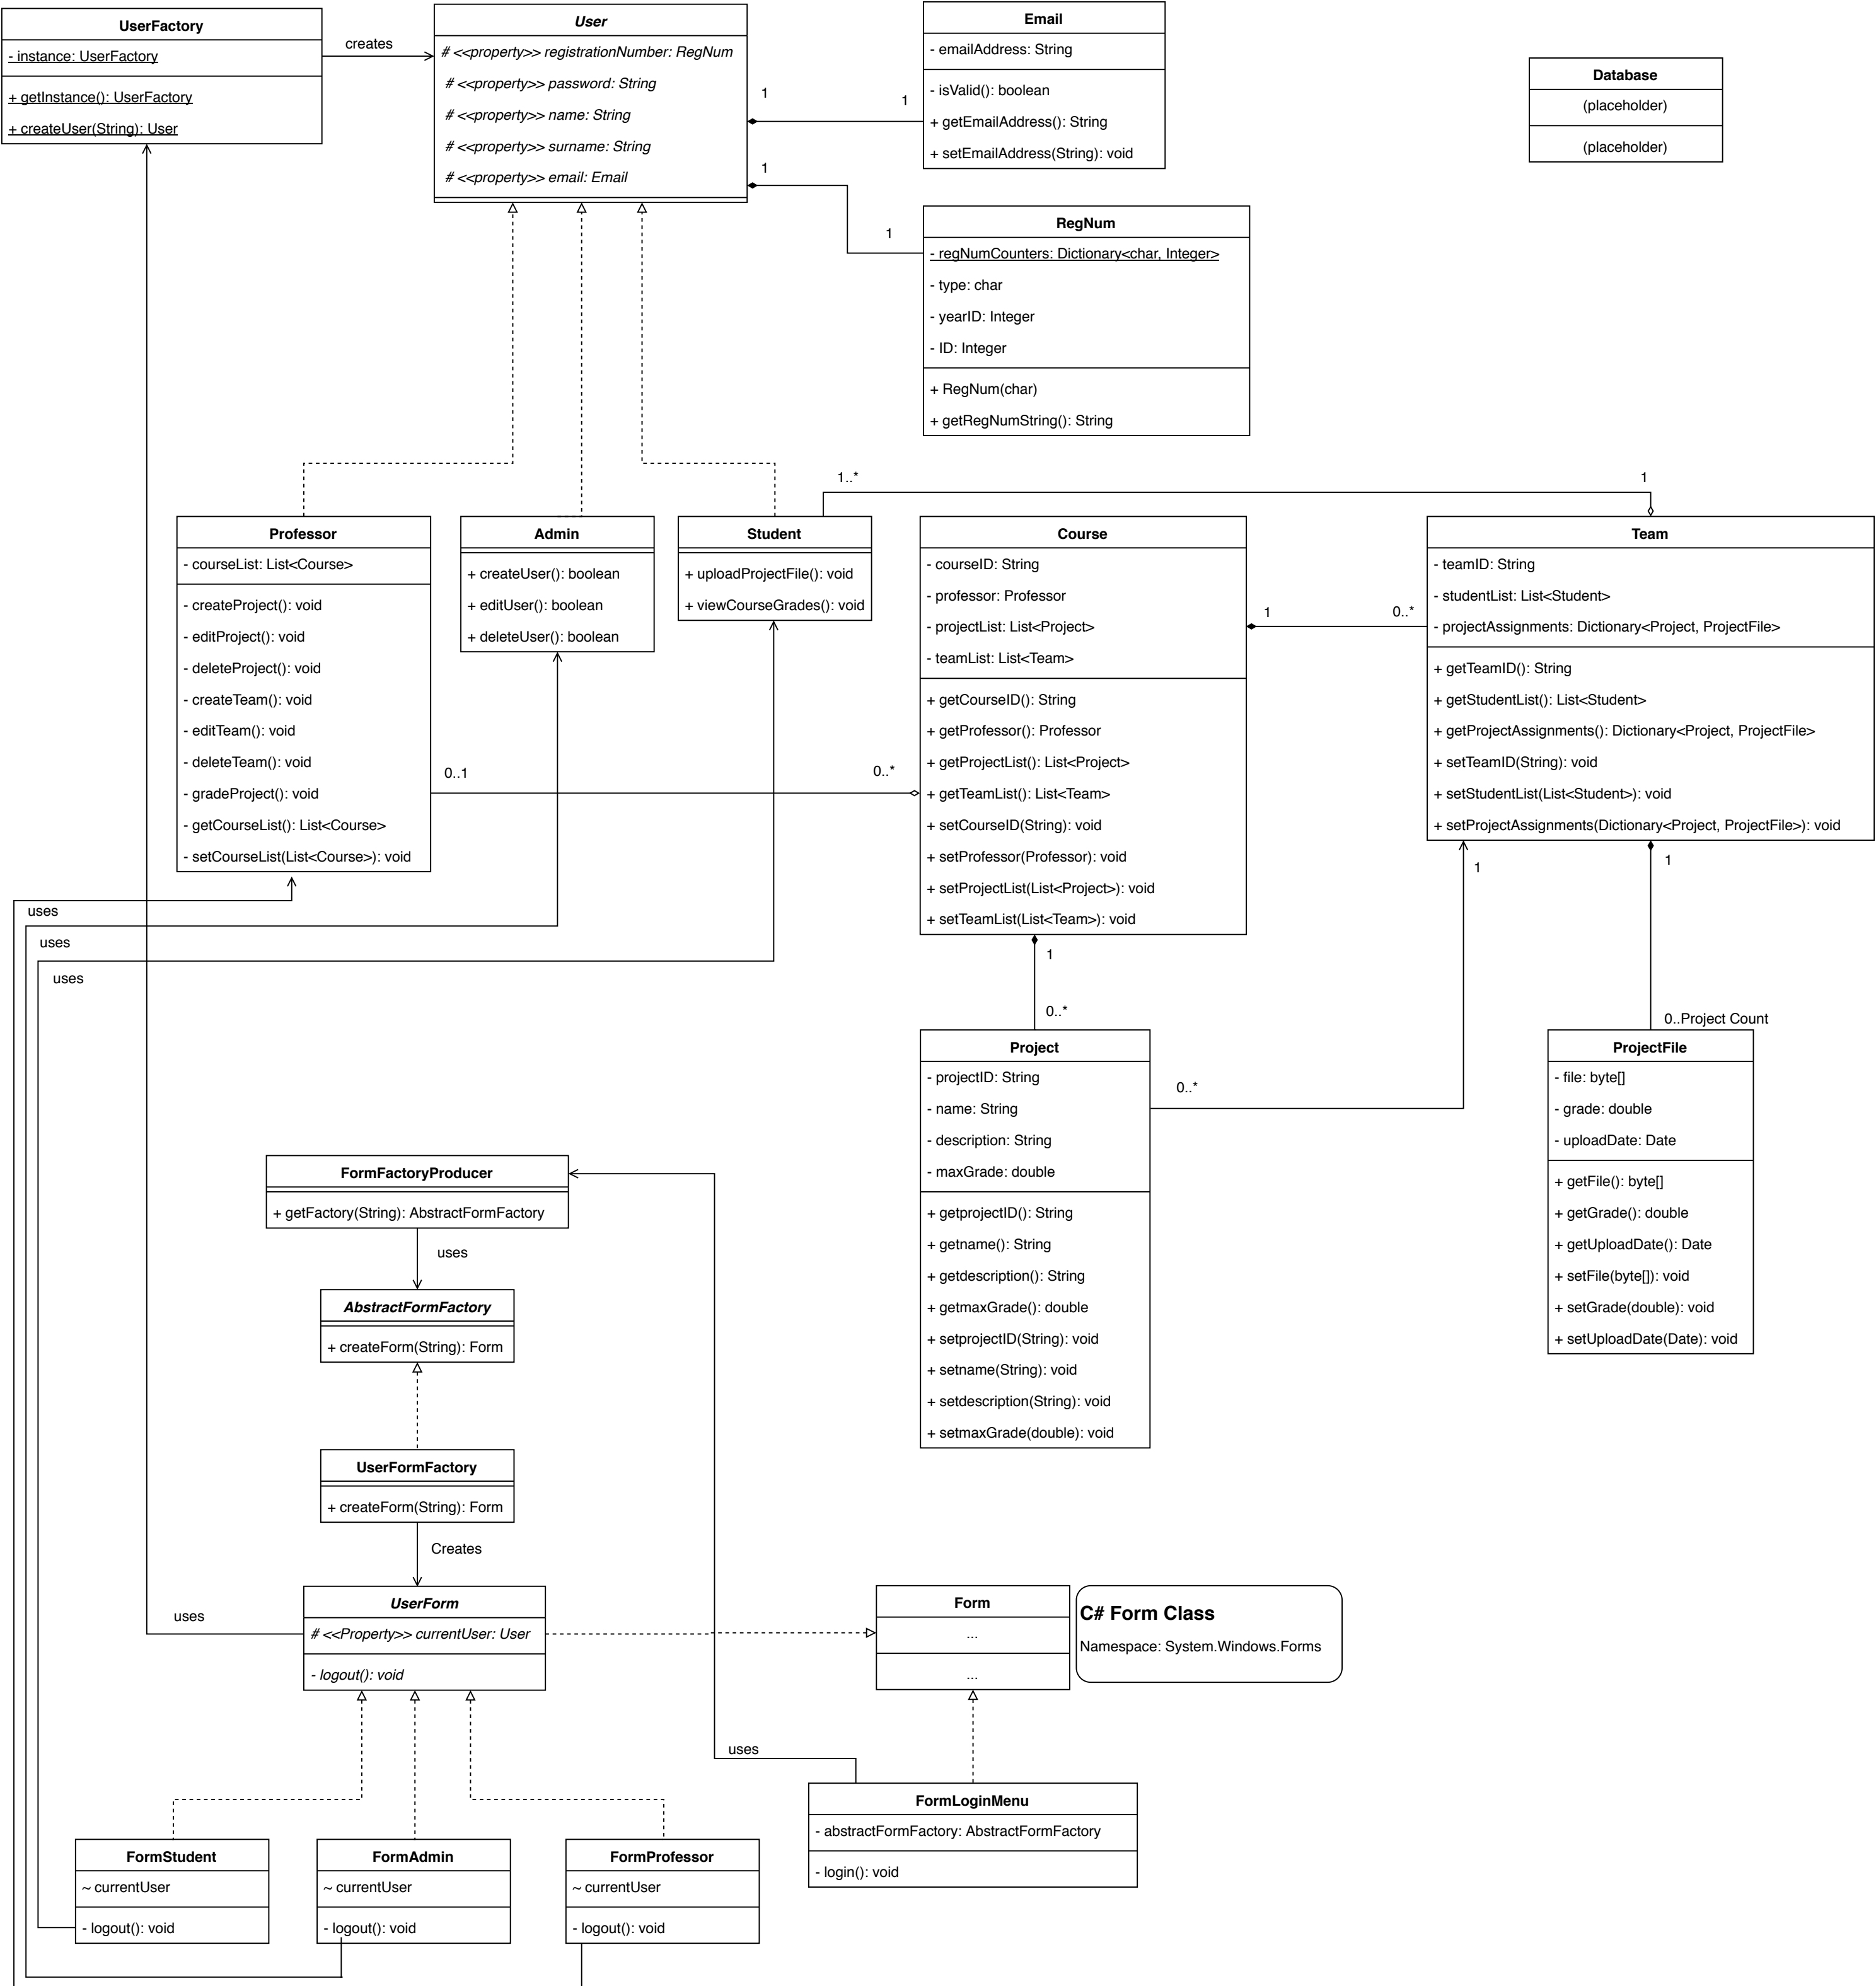 UserFactory
- instance: UserFactory
+ getInstance(): UserFactory
+ createUser(String): User
creates
User
# <<property>> registrationNumber: RegNum
# <<property>> password: String
# <<property>> name: String
# <<property>> surname: String
# <<property>> email: Email
1
1
1
1
Email
- emailAddress: String
- isValid(): boolean
+ getEmailAddress(): String
+ setEmailAddress(String): void
Database
(placeholder)
(placeholder)
RegNum
- regNumCounters: Dictionary<char, Integer>
- type: char
- yearID: Integer
- ID: Integer
+ RegNum(char)
+ getRegNumString(): String
1..*
1
Professor
- courseList: List<Course>
- createProject(): void
- editProject(): void
- deleteProject(): void
- createTeam(): void
- editTeam(): void
- deleteTeam(): void
- gradeProject(): void
- getCourseList(): List<Course>
- setCourseList(List<Course>): void
Admin
+ createUser(): boolean
+ editUser(): boolean
+ deleteUser(): boolean
Student
+ uploadProjectFile(): void
+ viewCourseGrades(): void
Course
- courseID: String
- professor: Professor
- projectList: List<Project>
- teamList: List<Team>
+ getCourseID(): String
+ getProfessor(): Professor
+ getProjectList(): List<Project>
+ getTeamList(): List<Team>
+ setCourseID(String): void
+ setProfessor(Professor): void
+ setProjectList(List<Project>): void
+ setTeamList(List<Team>): void
1
0..*
Team
- teamID: String
- studentList: List<Student>
- projectAssignments: Dictionary<Project, ProjectFile>
+ getTeamID(): String
+ getStudentList(): List<Student>
+ getProjectAssignments(): Dictionary<Project, ProjectFile>
+ setTeamID(String): void
+ setStudentList(List<Student>): void
+ setProjectAssignments(Dictionary<Project, ProjectFile>): void
0..1
0..*
1
1
uses
uses
uses
1
0..*
0..Project Count
Project
- projectID: String
- name: String
- description: String
- maxGrade: double
+ getprojectID(): String
+ getname(): String
+ getdescription(): String
+ getmaxGrade(): double
+ setprojectID(String): void
+ setname(String): void
+ setdescription(String): void
+ setmaxGrade(double): void
0..*
ProjectFile
- file: byte[]
- grade: double
- uploadDate: Date
+ getFile(): byte[]
+ getGrade(): double
+ getUploadDate(): Date
+ setFile(byte[]): void
+ setGrade(double): void
+ setUploadDate(Date): void
FormFactoryProducer
+ getFactory(String): AbstractFormFactory
uses
AbstractFormFactory
+ createForm(String): Form
UserFormFactory
+ createForm(String): Form
Creates
UserForm
# <<Property>> currentUser: User
- logout(): void
uses
Form
...
...
C# Form Class
Namespace: System.Windows.Forms
uses
FormLoginMenu
- abstractFormFactory: AbstractFormFactory
- login(): void
FormStudent
~ currentUser
- logout(): void
FormAdmin
~ currentUser
- logout(): void
FormProfessor
~ currentUser
- logout(): void